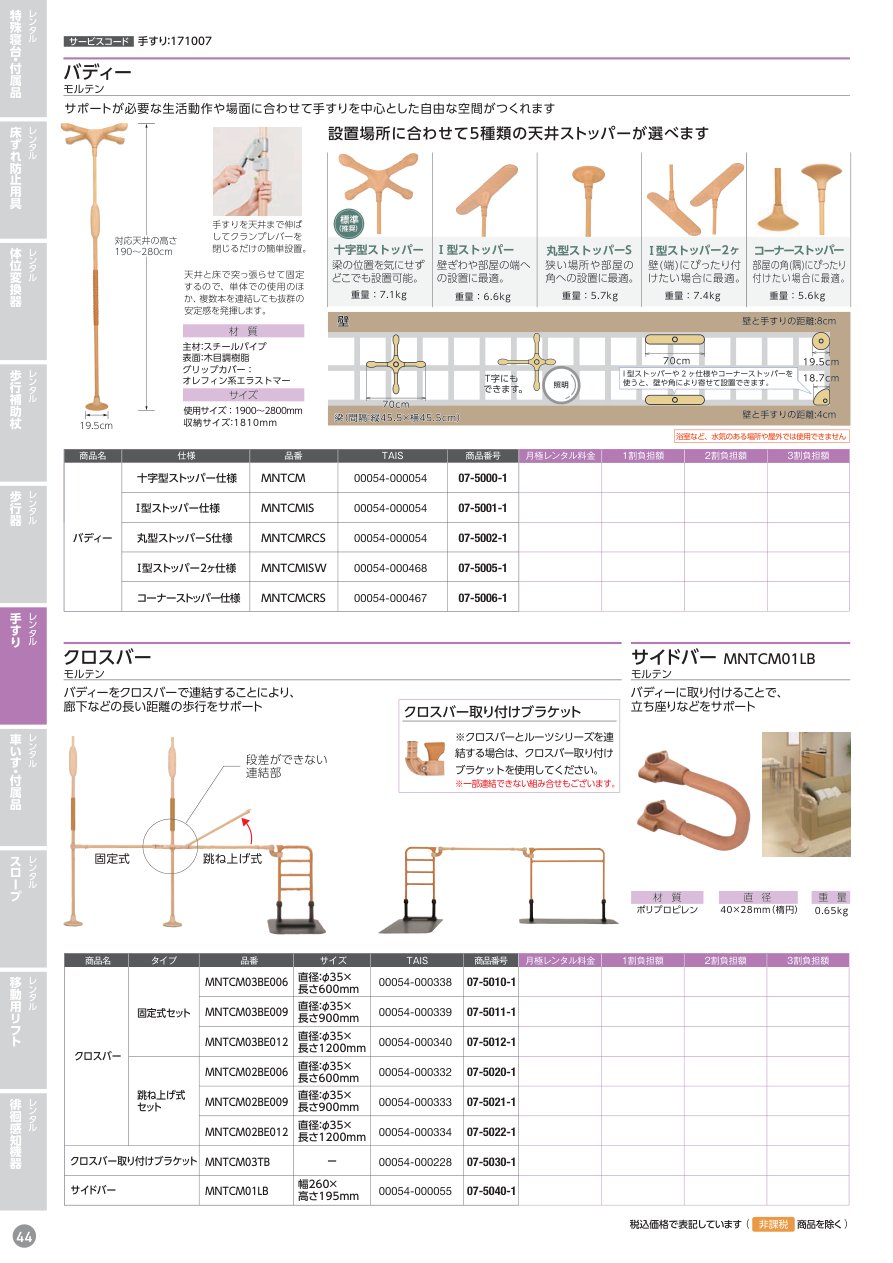 レンタル
特殊寝台・付属品
レンタル
床ずれ防止用具
レンタル
体位変換器
レンタル
歩行補助杖
レンタル
歩行器
レンタル
手すり
レンタル
車いす・付属品
レンタル
スロープ
レンタル
移動用リフト
レンタル
徘徊感知機器
サービスコード 手すり:171007
バディー
モルテン
サポートが必要な生活動作や場面に合わせて手すりを中心とした自由な空間がつくれます
対応天井の高さ
190〜280cm
19.5cm
手すりを天井まで伸ば
してクランプレバーを
閉じるだけの簡単設置。
天井と床で突っ張らせて固定
するので、単体での使用のほ
か、複数本を連結しても抜群の
安定感を発揮します。
材 質
主材:スチールパイプ
表面:木目調樹脂
グリップカバー:
オレフィン系エラストマー
サイズ
使用サイズ:1900〜2800mm
収納サイズ:1810mm
設置場所に合わせて5種類の天井ストッパーが選べます
標準
(推奨)
十字型ストッパー
梁の位置を気にせず
どこでも設置可能。
重量:7.1kg
I型ストッパー
壁ぎわや部屋の端へ
の設置に最適。
重量:6.6kg
丸型ストッパーS
狭い場所や部屋の
角への設置に最適。
重量:5.7kg
I型ストッパー2ヶ
壁(端)にぴったり付
けたい場合に最適。
重量:7.4kg
コーナーストッパー
部屋の角(隅)にぴったり
付けたい場合に最適。
重量:5.6kg
壁
壁と手すりの距離:8cm
70cm
19.5cm
T字にも
できます。
照明
I型ストッパーや2ヶ仕様やコーナーストッパーを
使うと、壁や角により寄せて設置できます。
18.7cm
70cm
梁(間隔:縦45.5×横45.5cm)
壁と手すりの距離:4cm
浴室など、水気のある場所や屋外では使用できません
商品名 仕様 品番 TAIS 商品番号 月極レンタル料金 1割負担額 2割負担額 3割負担額
バディー
十字型ストッパー仕様 MNTCM 00054-000054 07-5000-1
I型ストッパー仕様 MNTCMIS 00054-000054 07-5001-1
丸型ストッパーS仕様 MNTCMRCS 00054-000054 07-5002-1
I型ストッパー2ヶ仕様 MNTCMISW 00054-000468 07-5005-1
コーナーストッパー仕様 MNTCMCRS 00054-000467 07-5006-1
クロスバー
モルテン
バディーをクロスバーで連結することにより、
廊下などの長い距離の歩行をサポート
段差ができない
連結部
固定式
跳ね上げ式
クロスバー取り付けブラケット
※クロスバーとルーツシリーズを連
結する場合は、クロスバー取り付け
ブラケットを使用してください。
※一部連結できない組み合せもございます。
サイドバー MNTCM01LB
モルテン
バディーに取り付けることで、
立ち座りなどをサポート
材 質 直 径 重 量
ポリプロピレン 40×28mm(楕円) 0.65kg
商品名 タイプ 品番 サイズ TAIS 商品番号 月極レンタル料金 1割負担額 2割負担額 3割負担額
クロスバー
固定式セット
MNTCM03BE006 直径:φ35×
長さ600mm 00054-000338 07-5010-1
MNTCM03BE009 直径:φ35×
長さ900mm 00054-000339 07-5011-1
MNTCM03BE012 直径:φ35×
長さ1200mm 00054-000340 07-5012-1
跳ね上げ式
セット
MNTCM02BE006 直径:φ35×
長さ600mm 00054-000332 07-5020-1
MNTCM02BE009 直径:φ35×
長さ900mm 00054-000333 07-5021-1
MNTCM02BE012 直径:φ35×
長さ1200mm 00054-000334 07-5022-1
クロスバー取り付けブラケット MNTCM03TB ー 00054-000228 07-5030-1
サイドバー MNTCM01LB 幅260×
高さ195mm 00054-000055 07-5040-1
税込価格で表記しています( 非課税 商品を除く)
44